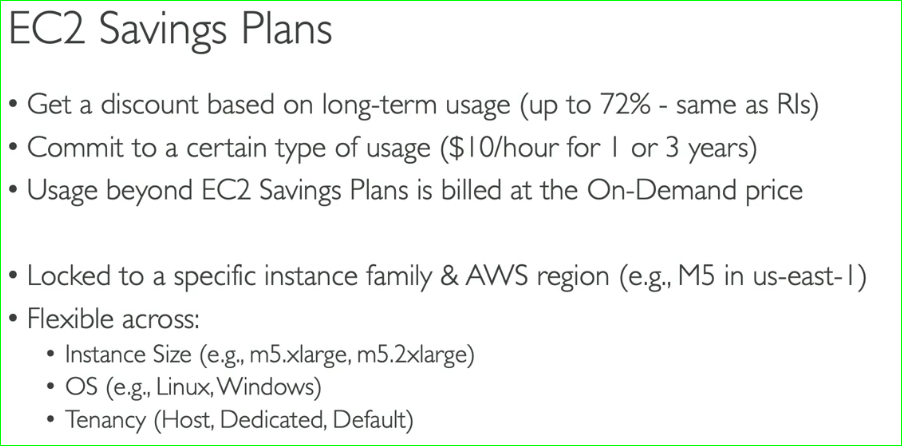 EC2 Savings Plans
• Get a discount based on long-term usage (up to 72% - same as RIs)
• Commit to a certain type of usage ($10/hour for 1 or 3 years)
• Usage beyond EC2 Savings Plans is billed at the On-Demand price
• Locked to a specific instance family & AWS region (e.g., M5 in us-east-1)
• Flexible across:
• Instance Size (e.g., m5.xlarge, m5.2xlarge)
• OS (e.g., Linux, Windows)
• Tenancy (Host, Dedicated, Default)